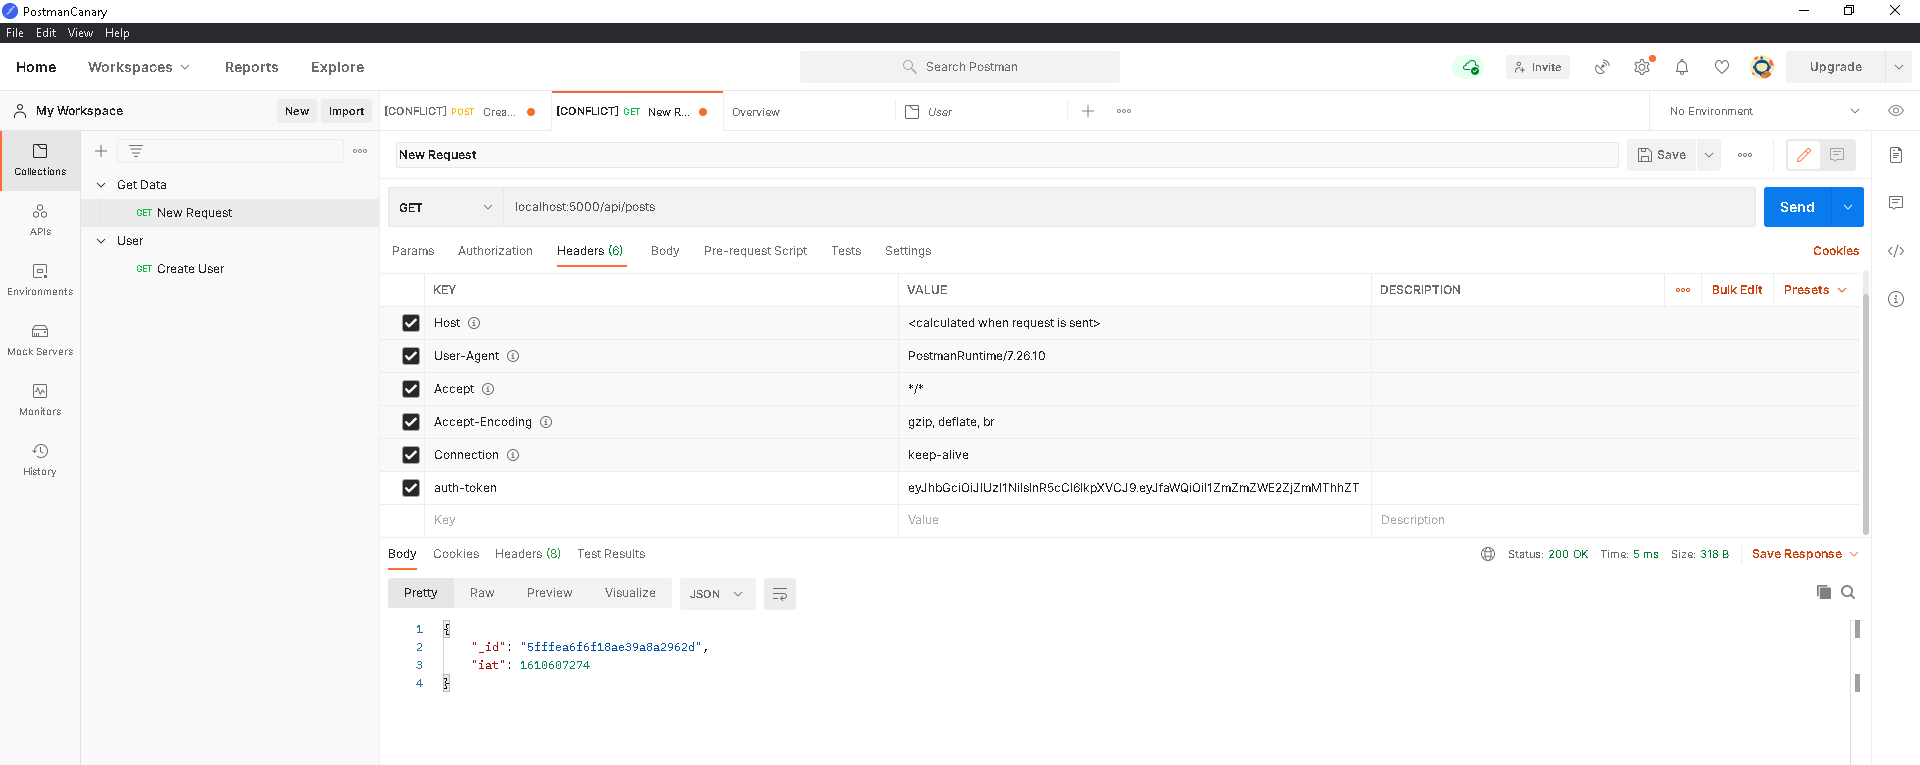 PostmanCanary
File Edit View Help
Home Workspaces Reports Explore
Search Postman
Invite
Upgrade
My Workspace New Import
[CONFLICT] POST Crea...
[CONFLICT] GET New R...
Overview
User
No Environment
Collections
APIs
Environments
Mock Servers
Monitors
History
Get Data
GET New Request
User
GET Create User
New Request
Save
GET localhost:5000/api/posts
Send
Params Authorization Headers (6) Body Pre-request Script Tests Settings
Cookies
KEY VALUE DESCRIPTION
Bulk Edit Presets
Host <calculated when request is sent>
User-Agent PostmanRuntime/7.26.10
Accept */*
Accept-Encoding gzip, deflate, br
Connection keep-alive
auth-token
Key Value Description
Body Cookies Headers (8) Test Results
Status: 200 OK Time: 5 ms Size: 318 B Save Response
Pretty Raw Preview Visualize JSON
1 {
2 "_id": "5fffea6f6f18ae39a8a2962d",
3 "iat": 1610607274
4 }